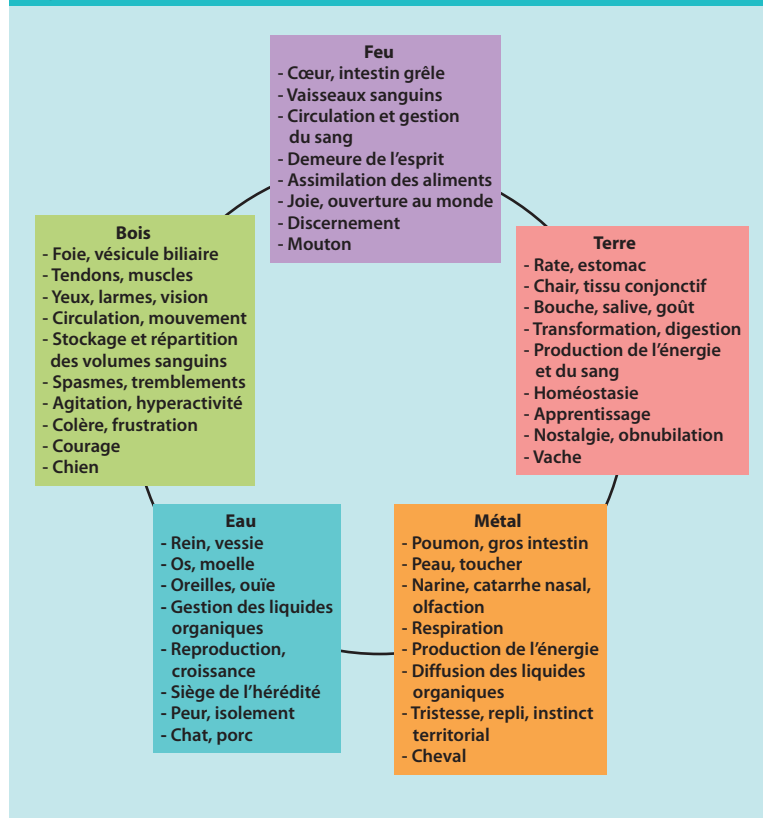 Feu
- Cœur, intestin grêle
- Vaisseaux sanguins
- Circulation et gestion
du sang
- Demeure de l’esprit
- Assimilation des aliments
- Joie, ouverture au monde
- Discernement
- Mouton
Bois
- Foie, vésicule biliaire
- Tendons, muscles
- Yeux, larmes, vision
- Circulation, mouvement
- Stockage et répartition
des volumes sanguins
- Spasmes, tremblements
- Agitation, hyperactivité
- Colère, frustration
- Courage
- Chien
Terre
- Rate, estomac
- Chair, tissu conjonctif
- Bouche, salive, goût
- Transformation, digestion
- Production de l’énergie
et du sang
- Homéostasie
- Apprentissage
- Nostalgie, obnubilation
- Vache
Eau
- Rein, vessie
- Os, moelle
- Oreilles, ouïe
- Gestion des liquides
organiques
- Reproduction,
croissance
- Siège de l’hérédité
- Peur, isolement
- Chat, porc
Métal
- Poumon, gros intestin
- Peau, toucher
- Narine, catarrhe nasal,
olfaction
- Respiration
- Production de l’énergie
- Diffusion des liquides
organiques
- Tristesse, repli, instinct
territorial
- Cheval